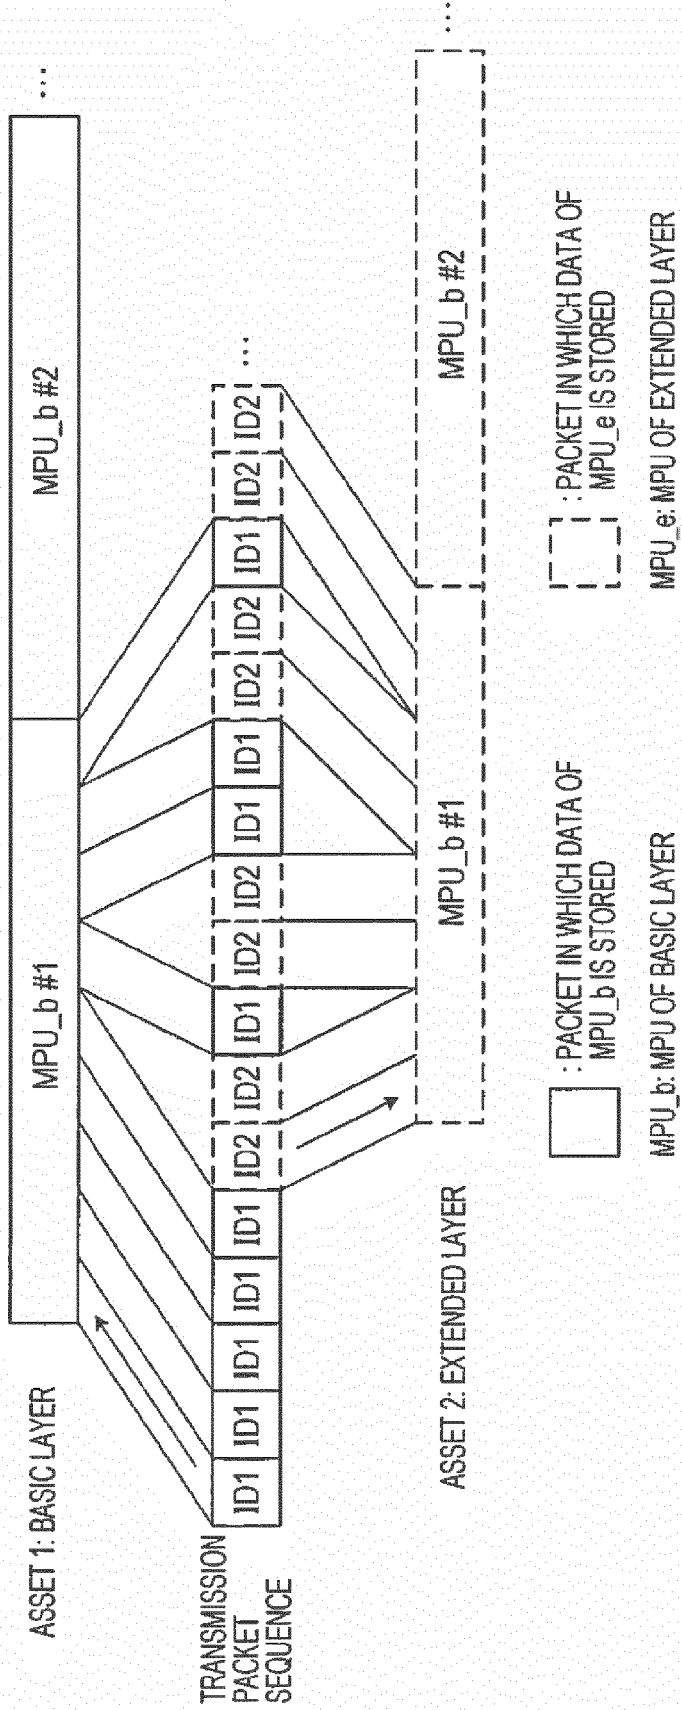 ASSET 1: BASIC LAYER
MPU_b #1
MPU_b #2
...
TRANSMISSION
PACKET
SEQUENCE
ID1
ID1
ID1
ID1
ID1
ID2
ID2
ID1
ID2
ID2
ID1
ID1
ID2
ID2
ID1
ID2
ID2
...
ASSET 2: EXTENDED LAYER
MPU_b #1
MPU_b #2
...
: PACKET IN WHICH DATA OF
MPU_b IS STORED
: PACKET IN WHICH DATA OF
MPU_e IS STORED
MPU_b: MPU OF BASIC LAYER
MPU_e: MPU OF EXTENDED LAYER